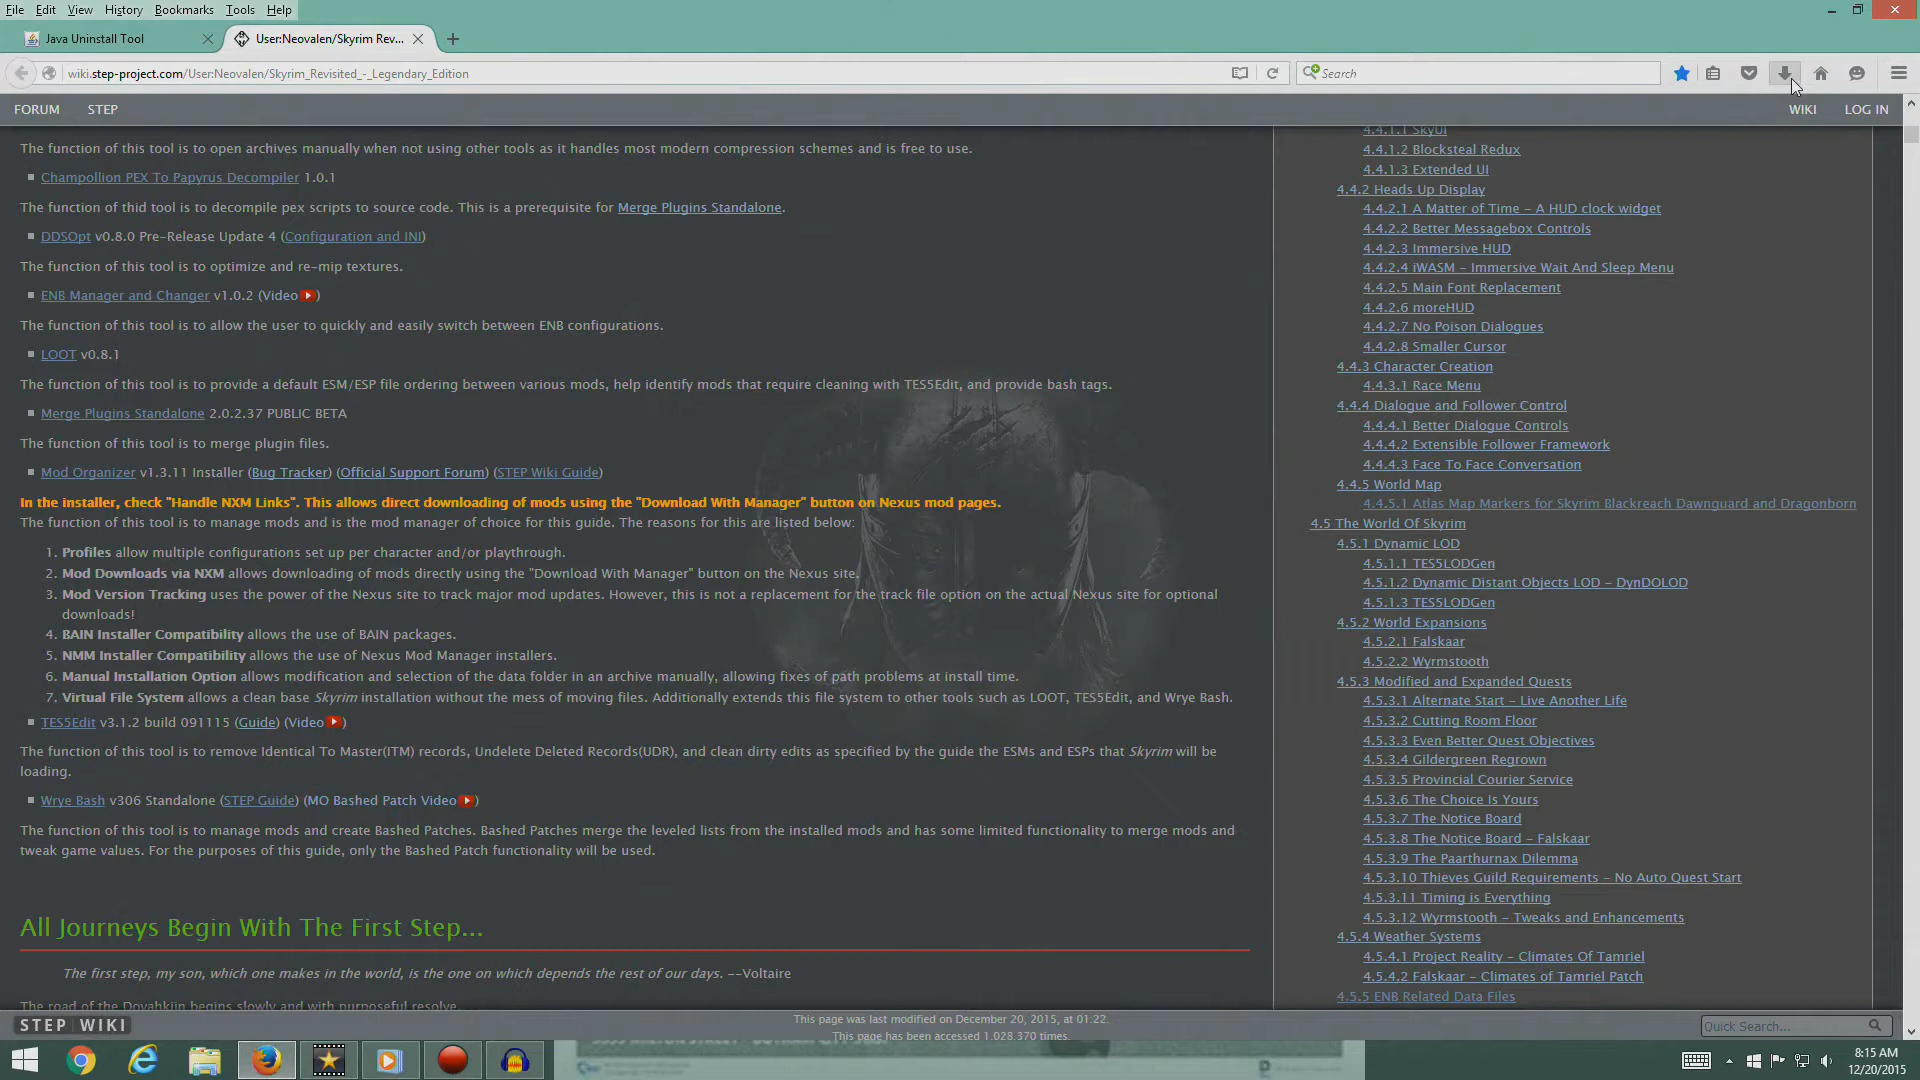 File Edit View History Bookmarks Tools Help
Java Uninstall Tool
User:Neovalen/Skyrim Rev...
wiki.step-project.com/User:Neovalen/Skyrim_Revisited_-_Legendary_Edition
Search
FORUM STEP
WIKI LOG IN
The function of this tool is to open archives manually when not using other tools as it handles most modern compression schemes and is free to use.
Champollion PEX To Papyrus Decompiler 1.0.1
The function of thid tool is to decompile pex scripts to source code. This is a prerequisite for Merge Plugins Standalone.
DDSOpt v0.8.0 Pre-Release Update 4 (Configuration and INI)
The function of this tool is to optimize and re-mip textures.
ENB Manager and Changer v1.0.2 (Video)
The function of this tool is to allow the user to quickly and easily switch between ENB configurations.
LOOT v0.8.1
The function of this tool is to provide a default ESM/ESP file ordering between various mods, help identify mods that require cleaning with TES5Edit, and provide bash tags.
Merge Plugins Standalone 2.0.2.37 PUBLIC BETA
The function of this tool is to merge plugin files.
Mod Organizer v1.3.11 Installer (Bug Tracker) (Official Support Forum) (STEP Wiki Guide)
In the installer, check "Handle NXM Links". This allows direct downloading of mods using the "Download With Manager" button on Nexus mod pages.
The function of this tool is to manage mods and is the mod manager of choice for this guide. The reasons for this are listed below:
1. Profiles allow multiple configurations set up per character and/or playthrough.
2. Mod Downloads via NXM allows downloading of mods directly using the "Download With Manager" button on the Nexus site.
3. Mod Version Tracking uses the power of the Nexus site to track major mod updates. However, this is not a replacement for the track file option on the actual Nexus site for optional
downloads!
4. BAIN Installer Compatibility allows the use of BAIN packages.
5. NMM Installer Compatibility allows the use of Nexus Mod Manager installers.
6. Manual Installation Option allows modification and selection of the data folder in an archive manually, allowing fixes of path problems at install time.
7. Virtual File System allows a clean base Skyrim installation without the mess of moving files. Additionally extends this file system to other tools such as LOOT, TES5Edit, and Wrye Bash.
TES5Edit v3.1.2 build 091115 (Guide) (Video)
The function of this tool is to remove Identical To Master(ITM) records, Undelete Deleted Records(UDR), and clean dirty edits as specified by the guide the ESMs and ESPs that Skyrim will be
loading.
Wrye Bash v306 Standalone (STEP Guide) (MO Bashed Patch Video)
The function of this tool is to manage mods and create Bashed Patches. Bashed Patches merge the leveled lists from the installed mods and has some limited functionality to merge mods and
tweak game values. For the purposes of this guide, only the Bashed Patch functionality will be used.
All Journeys Begin With The First Step...
The first step, my son, which one makes in the world, is the one on which depends the rest of our days. --Voltaire
The road of the Dovahkiin begins slowly and with purposeful resolve.
4.4.1.1 SkyUI
4.4.1.2 Blocksteal Redux
4.4.1.3 Extended UI
4.4.2 Heads Up Display
4.4.2.1 A Matter of Time – A HUD clock widget
4.4.2.2 Better Messagebox Controls
4.4.2.3 Immersive HUD
4.4.2.4 iWASM – Immersive Wait And Sleep Menu
4.4.2.5 Main Font Replacement
4.4.2.6 moreHUD
4.4.2.7 No Poison Dialogues
4.4.2.8 Smaller Cursor
4.4.3 Character Creation
4.4.3.1 Race Menu
4.4.4 Dialogue and Follower Control
4.4.4.1 Better Dialogue Controls
4.4.4.2 Extensible Follower Framework
4.4.4.3 Face To Face Conversation
4.4.5 World Map
4.4.5.1 Atlas Map Markers for Skyrim Blackreach Dawnguard and Dragonborn
4.5 The World Of Skyrim
4.5.1 Dynamic LOD
4.5.1.1 TES5LODGen
4.5.1.2 Dynamic Distant Objects LOD – DynDOLOD
4.5.1.3 TES5LODGen
4.5.2 World Expansions
4.5.2.1 Falskaar
4.5.2.2 Wyrmstooth
4.5.3 Modified and Expanded Quests
4.5.3.1 Alternate Start – Live Another Life
4.5.3.2 Cutting Room Floor
4.5.3.3 Even Better Quest Objectives
4.5.3.4 Gildergreen Regrown
4.5.3.5 Provincial Courier Service
4.5.3.6 The Choice Is Yours
4.5.3.7 The Notice Board
4.5.3.8 The Notice Board – Falskaar
4.5.3.9 The Paarthurnax Dilemma
4.5.3.10 Thieves Guild Requirements – No Auto Quest Start
4.5.3.11 Timing is Everything
4.5.3.12 Wyrmstooth – Tweaks and Enhancements
4.5.4 Weather Systems
4.5.4.1 Project Reality – Climates Of Tamriel
4.5.4.2 Falskaar – Climates of Tamriel Patch
4.5.5 ENB Related Data Files
STEP WIKI
This page was last modified on December 20, 2015, at 01:22.
This page has been accessed 1,028,370 times.
Quick Search...
8:15 AM
12/20/2015